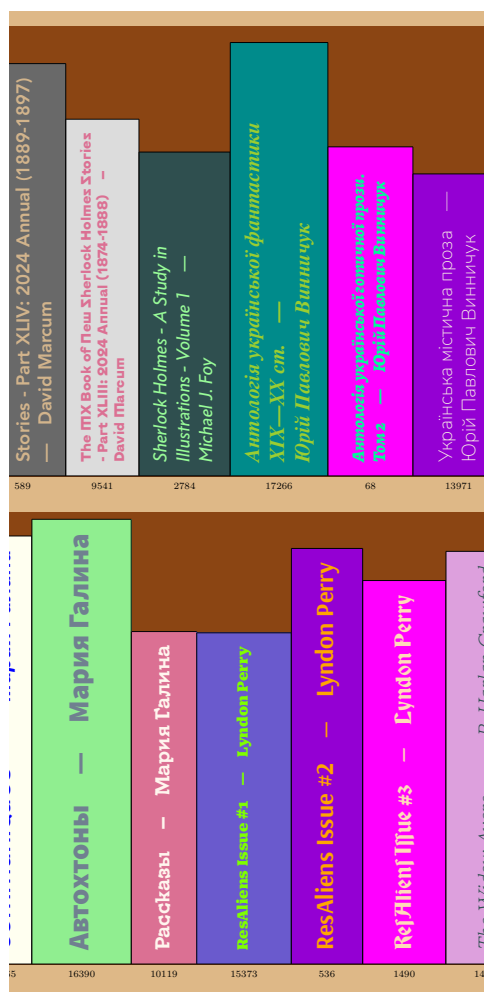 Stories - Part XLIV: 2024 Annual (1889-1897)
— David Marcum
The MX Book of New Sherlock Holmes Stories
- Part XLIII: 2024 Annual (1874-1888) —
David Marcum
Sherlock Holmes - A Study in
Illustrations - Volume 1 —
Michael J. Foy
Антологія української фантастики
XIX—XX ст. —
Юрій Павлович Винничук
Антологія української готичної прози.
Том 2 — Юрій Павлович Винничук
Українська містична проза —
Юрій Павлович Винничук
589 9541 2784 17266 68 13971
Автохтоны — Мария Галина
Рассказы — Мария Галина
ResAliens Issue #1 — Lyndon Perry
ResAliens Issue #2 — Lyndon Perry
ResAliens Issue #3 — Lyndon Perry
16390 10119 15373 536 1490